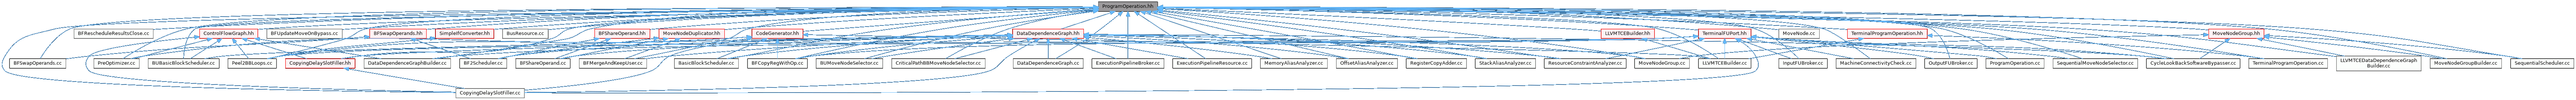 ProgramOperation.hh
BFRescheduleResultsClose.cc
ControlFlowGraph.hh
BFUpdateMoveOnBypass.cc
BFSwapOperands.hh
SimpleIfConverter.hh
BusResource.cc
BFShareOperand.hh
MoveNodeDuplicator.hh
CodeGenerator.hh
DataDependenceGraph.hh
LLVMTCEIRBuilder.hh
TerminalFUPort.hh
MoveNode.cc
TerminalProgramOperation.hh
MoveNodeGroup.hh
BFSwapOperands.cc
PreOptimizer.cc
BUBasicBlockScheduler.cc
Peel2BBLoops.cc
CopyingDelaySlotFiller.hh
DataDependenceGraphBuilder.cc
BF2Scheduler.cc
BFShareOperand.cc
BFMergeAndKeepUser.cc
BasicBlockScheduler.cc
BFCopyRegWithOp.cc
BUMoveNodeSelector.cc
CriticalPathBBMoveNodeSelector.cc
DataDependenceGraph.cc
ExecutionPipelineBroker.cc
ExecutionPipelineResource.cc
MemoryAliasAnalyzer.cc
OffsetAliasAnalyzer.cc
RegisterCopyAdder.cc
StackAliasAnalyzer.cc
ResourceConstraintAnalyzer.cc
MoveNodeGroup.cc
LLVMTCEIRBuilder.cc
InputFUBroker.cc
MachineConnectivityCheck.cc
OutputFUBroker.cc
ProgramOperation.cc
SequentialMoveNodeSelector.cc
CycleLookBackSoftwareBypasser.cc
TerminalProgramOperation.cc
LLVMTCEDataDependenceGraph
Builder.cc
MoveNodeGroupBuilder.cc
SequentialScheduler.cc
CopyingDelaySlotFiller.cc